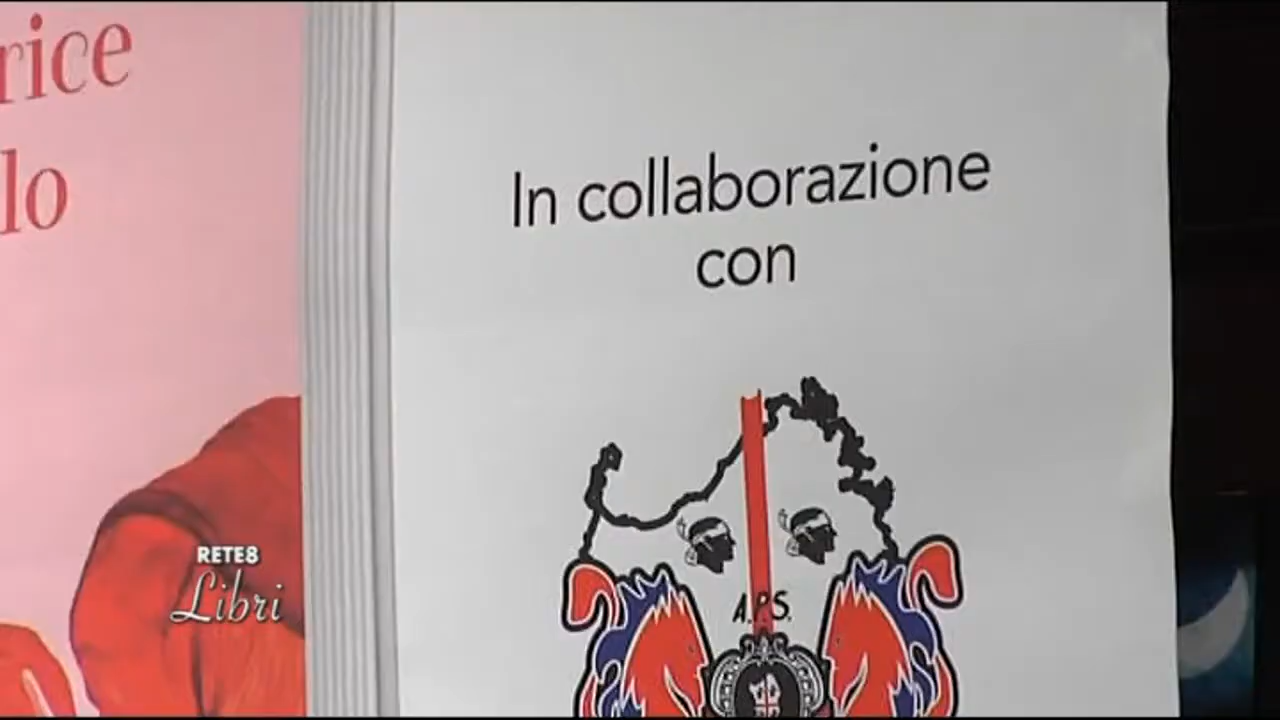 rice
lo
In collaborazione
con
A.P.S.
RETE8
Libri